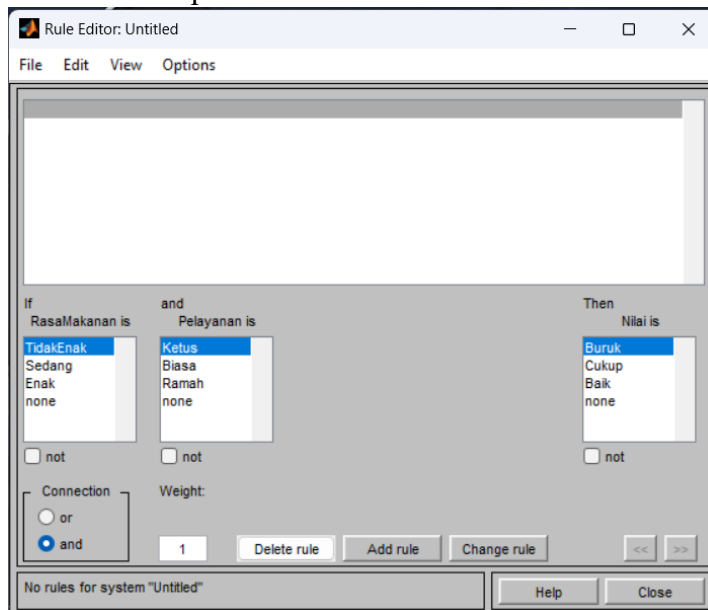 Rule Editor: Untitled
File Edit View Options
If and Then
RasaMakanan is Pelayanan is Nilai is
TidakEnak Ketus Buruk
Sedang Biasa Cukup
Enak Ramah Baik
none none none
not not not
Connection Weight:
or
and 1 Delete rule Add rule Change rule << >>
No rules for system "Untitled" Help Close